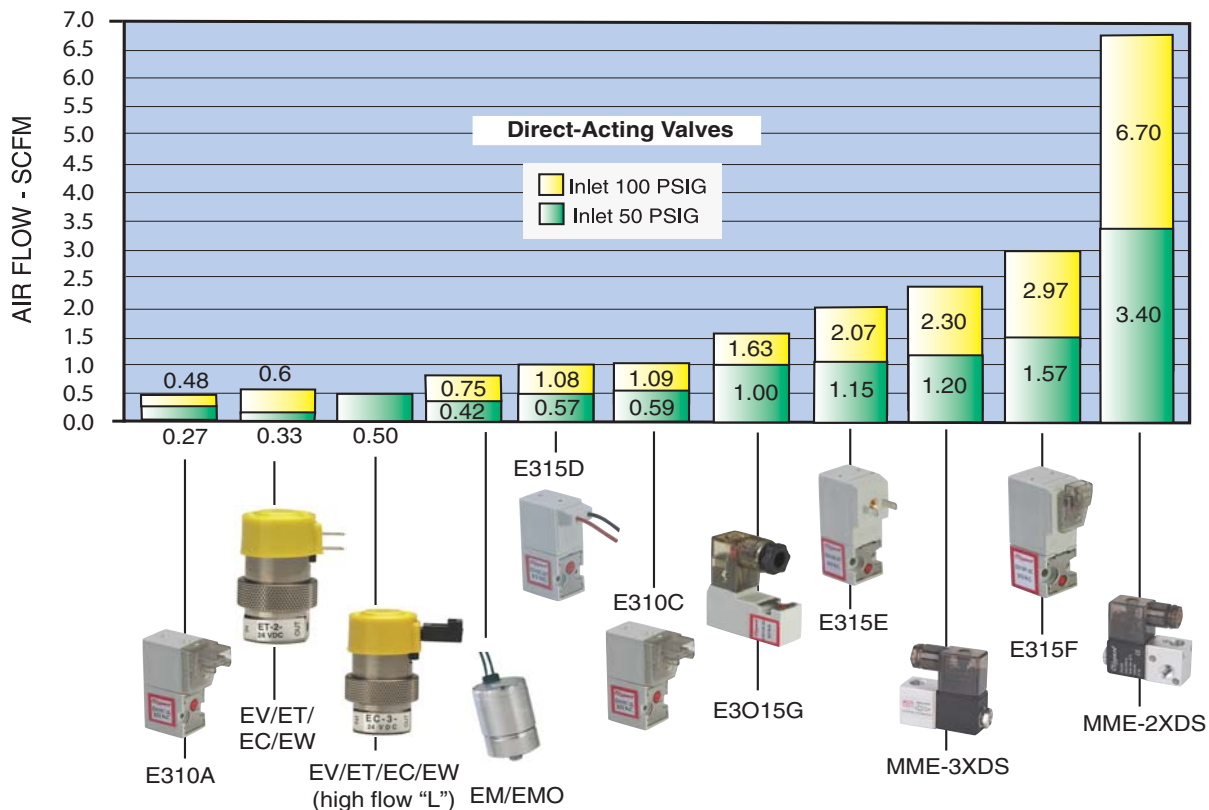 7.0
6.5
6.0
5.5
5.0
4.5
4.0
3.5
3.0
2.5
2.0
1.5
1.0
0.5
0.0
AIR FLOW - SCFM
Direct-Acting Valves
Inlet 100 PSIG
Inlet 50 PSIG
0.48
0.6
0.75
1.08
1.09
1.63
2.07
2.30
2.97
6.70
0.27
0.33
0.50
0.42
0.57
0.59
1.00
1.15
1.20
1.57
3.40
E310A
EV/ET/
EC/EW
ET-2-
24 VDC
OUT
EV/ET/EC/EW
(high flow “L”)
EC-3-
24 VDC
OUT
EM/EMO
E315D
E310C
E3O15G
E315E
MME-3XDS
E315F
MME-2XDS